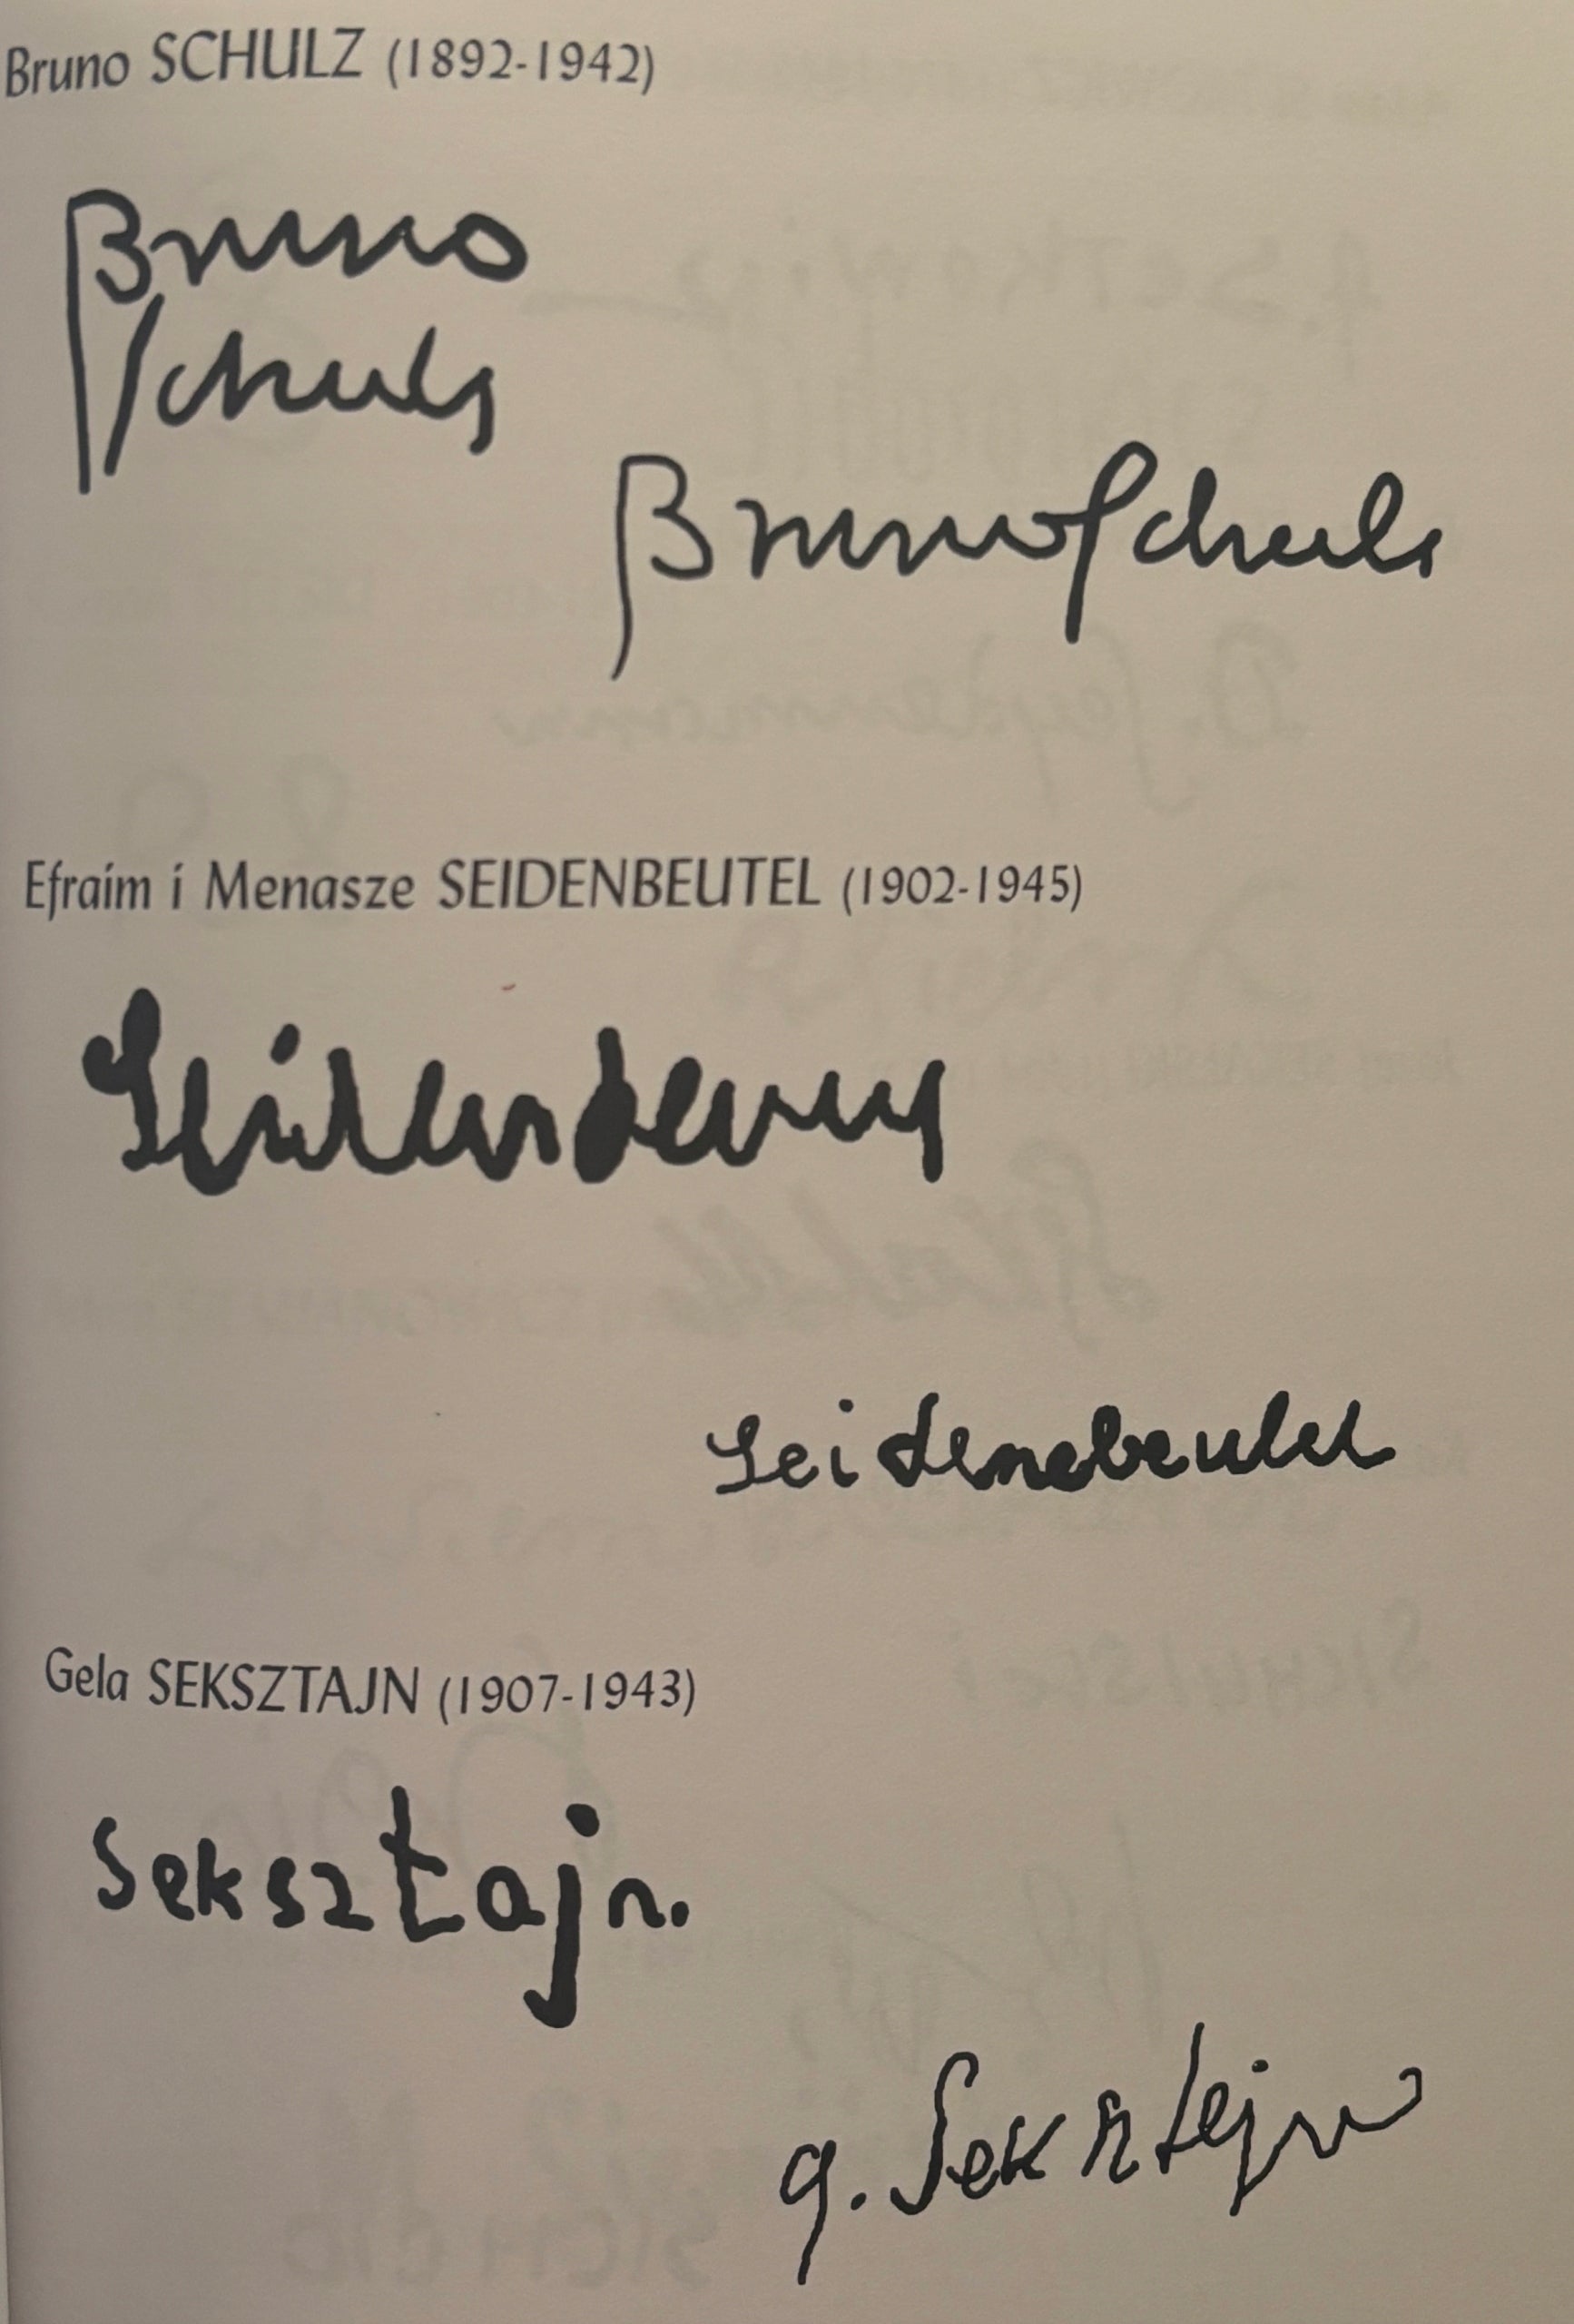 Bruno SCHULZ (1892-1942)
Bruno
Schulz
Bruno Schulz
Efraim i Menasze SEIDENBEUTEL (1902-1945)
Seidenbeutel
Gela SEKSZTAJN (1907-1943)
Seksztajn.
G. Seksztejn